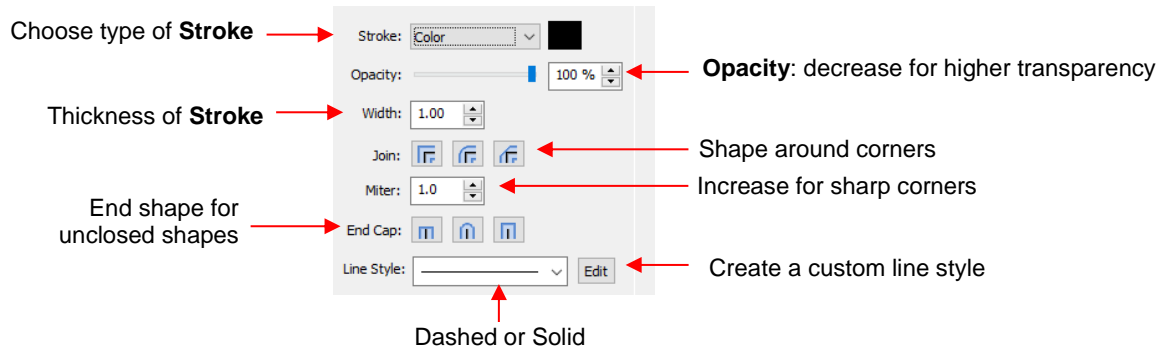 Choose type of Stroke
Stroke: Color
Opacity: 100 %
Opacity: decrease for higher transparency
Thickness of Stroke
Width: 1.00
Join:
Shape around corners
Miter: 1.0
Increase for sharp corners
End shape for
unclosed shapes
End Cap:
Line Style: Edit
Create a custom line style
Dashed or Solid